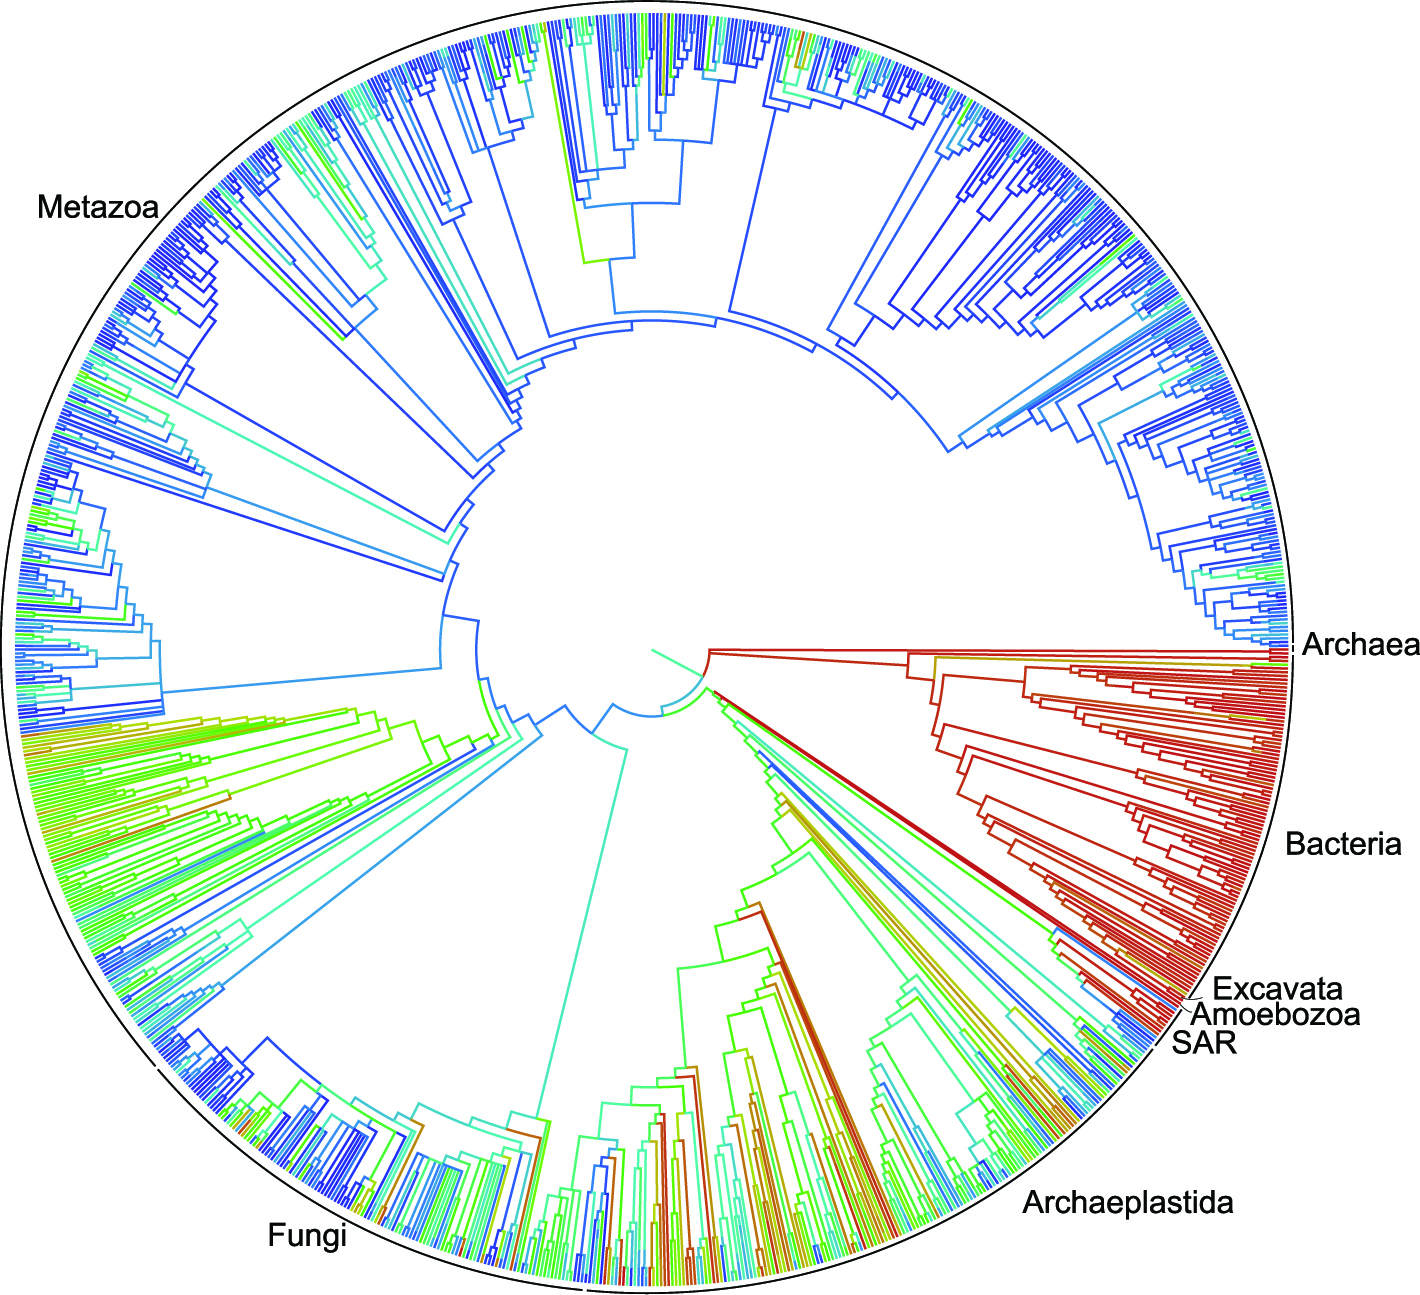 Metazoa
Archaea
Bacteria
Excavata
Amoebozoa
SAR
Archaeplastida
Fungi